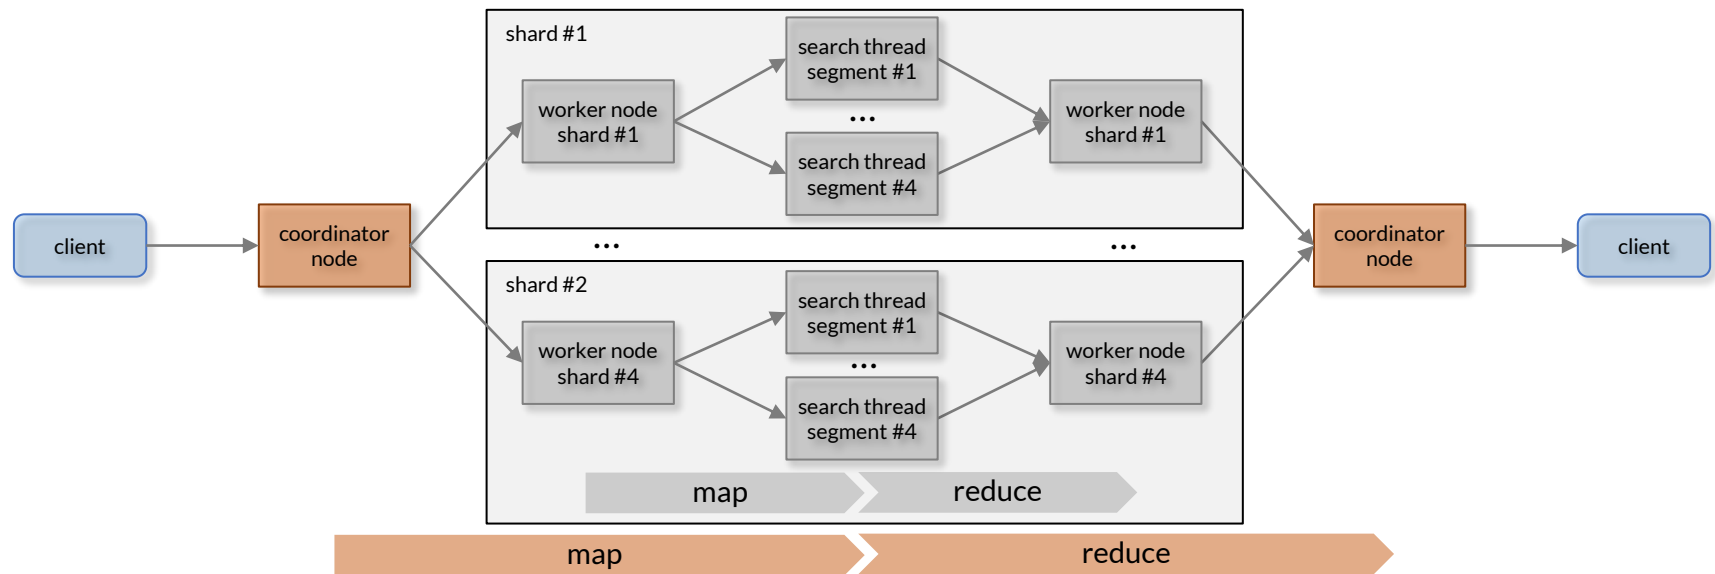 shard #1
search thread
segment #1
worker node
shard #1
...
worker node
shard #1
search thread
segment #4
client
coordinator
node
...
...
coordinator
node
client
shard #2
search thread
segment #1
worker node
shard #4
...
worker node
shard #4
search thread
segment #4
map
reduce
map
reduce